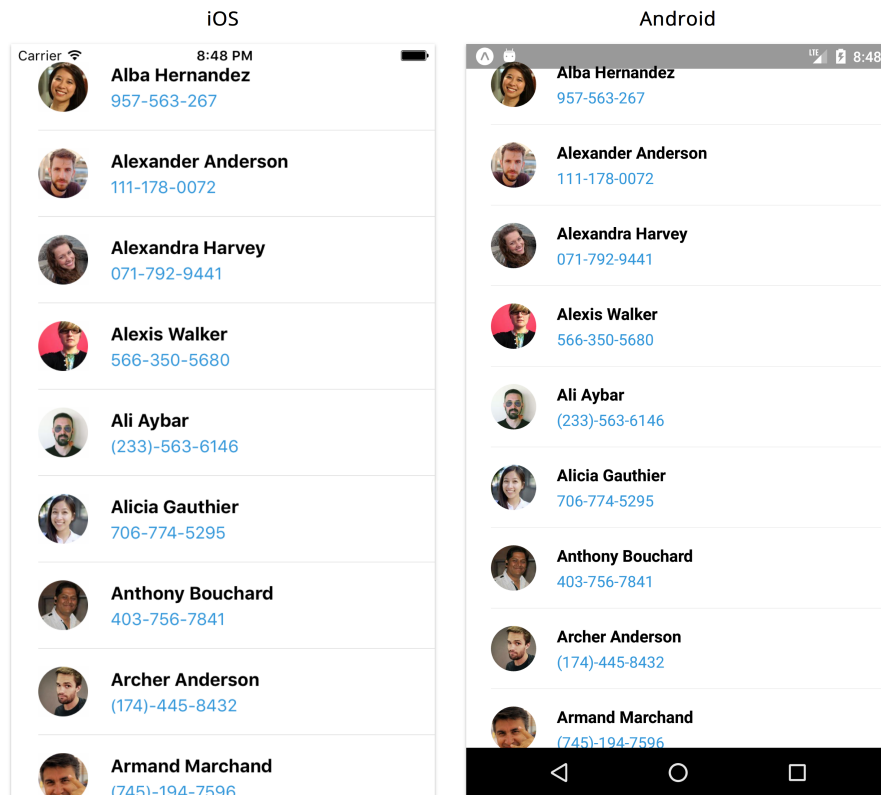 iOS
Carrier
8:48 PM
Alba Hernandez
957-563-267
Alexander Anderson
111-178-0072
Alexandra Harvey
071-792-9441
Alexis Walker
566-350-5680
Ali Aybar
(233)-563-6146
Alicia Gauthier
706-774-5295
Anthony Bouchard
403-756-7841
Archer Anderson
(174)-445-8432
Armand Marchand
(745)-194-7596
Android
LTE
8:48
Alba Hernandez
957-563-267
Alexander Anderson
111-178-0072
Alexandra Harvey
071-792-9441
Alexis Walker
566-350-5680
Ali Aybar
(233)-563-6146
Alicia Gauthier
706-774-5295
Anthony Bouchard
403-756-7841
Archer Anderson
(174)-445-8432
Armand Marchand
(745)-194-7596